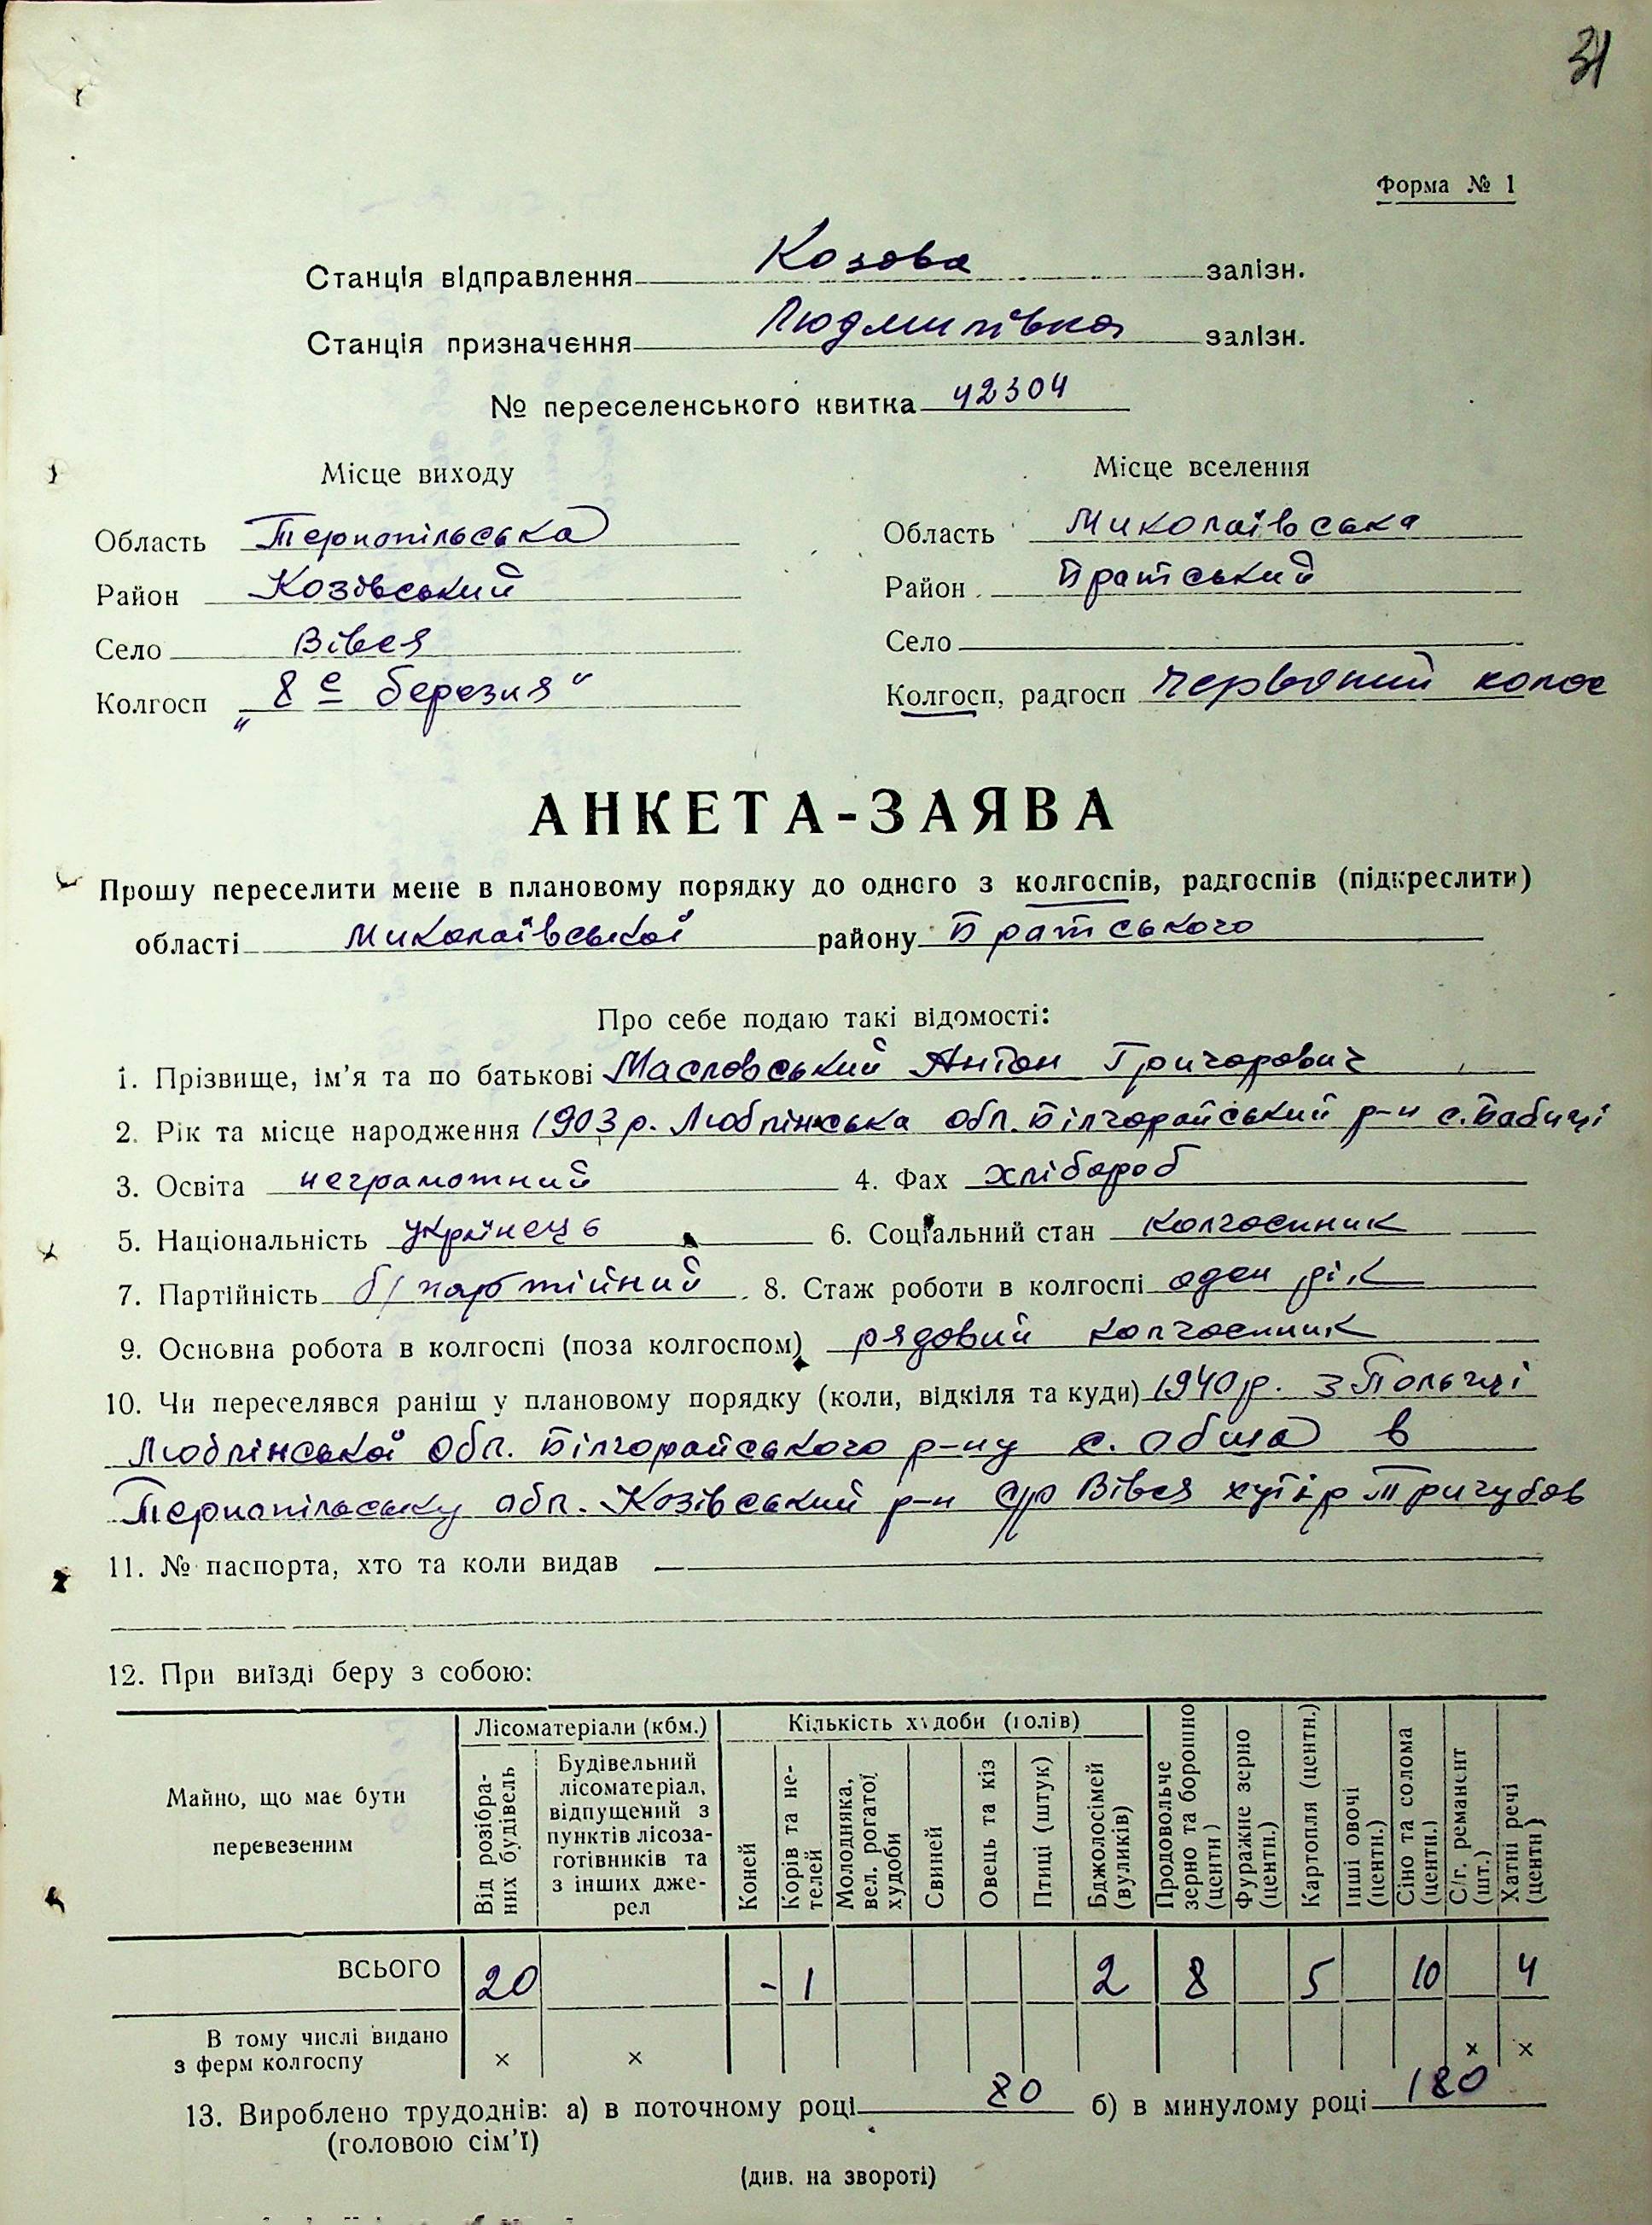 31
Форма № 1
Станція відправлення Козова залізн.
Станція призначення Людмилівка залізн.
№ переселенського квитка 42304
Місце виходу Місце вселення
Область Тернопільська Область Миколаївська
Район Козівський Район Братський
Село Вівся Село
Колгосп „8е березня“ Колгосп, радгосп Червоний колос
АНКЕТА-ЗАЯВА
Прошу переселити мене в плановому порядку до одного з колгоспів, радгоспів (підкреслити)
області Миколаївської району Братського
Про себе подаю такі відомості:
1. Прізвище, ім’я та по батькові Масловський Антон Григорович
2. Рік та місце народження 1903 р. Люблінська обл. Білгорайський р-н с. Бабиці
3. Освіта неграмотний 4. Фах хлібороб
5. Національність українець 6. Соціальний стан колгоспник
7. Партійність б/партійний 8. Стаж роботи в колгоспі оден рік
9. Основна робота в колгоспі (поза колгоспом) рядовий колгоспник
10. Чи переселявся раніш у плановому порядку (коли, відкіля та куди) 1940 р. з Польщі
Люблінської обл. Білгорайського р-ну с. Обша в
Тернопільську обл. Козівський р-н с/р Вівся хутір Тригубов
11. № паспорта, хто та коли видав
12. При виїзді беру з собою:
Майно, що має бути перевезеним
Лісоматеріали (кбм.)
Від розібраних будівель
Будівельний лісоматеріал, відпущений з пунктів лісозаготівників та з інших джерел
Кількість худоби (голів)
Коней
Корів та нетелей
Молодняка, вел. рогатої худоби
Свиней
Овець та кіз
Птиці (штук)
Бджолосімей (вуликів)
Продовольче зерно та борошно (центн)
Фуражне зерно (центн.)
Картопля (центн.)
Інші овочі (центн.)
Сіно та солома (центн.)
С/г. реманент (шт.)
Хатні речі (центн)
ВСЬОГО 20 - 1 2 8 5 10 4
В тому числі видано
з ферм колгоспу × × × ×
13. Вироблено трудоднів: а) в поточному році 80 б) в минулому році 180
(головою сім’ї)
(див. на звороті)